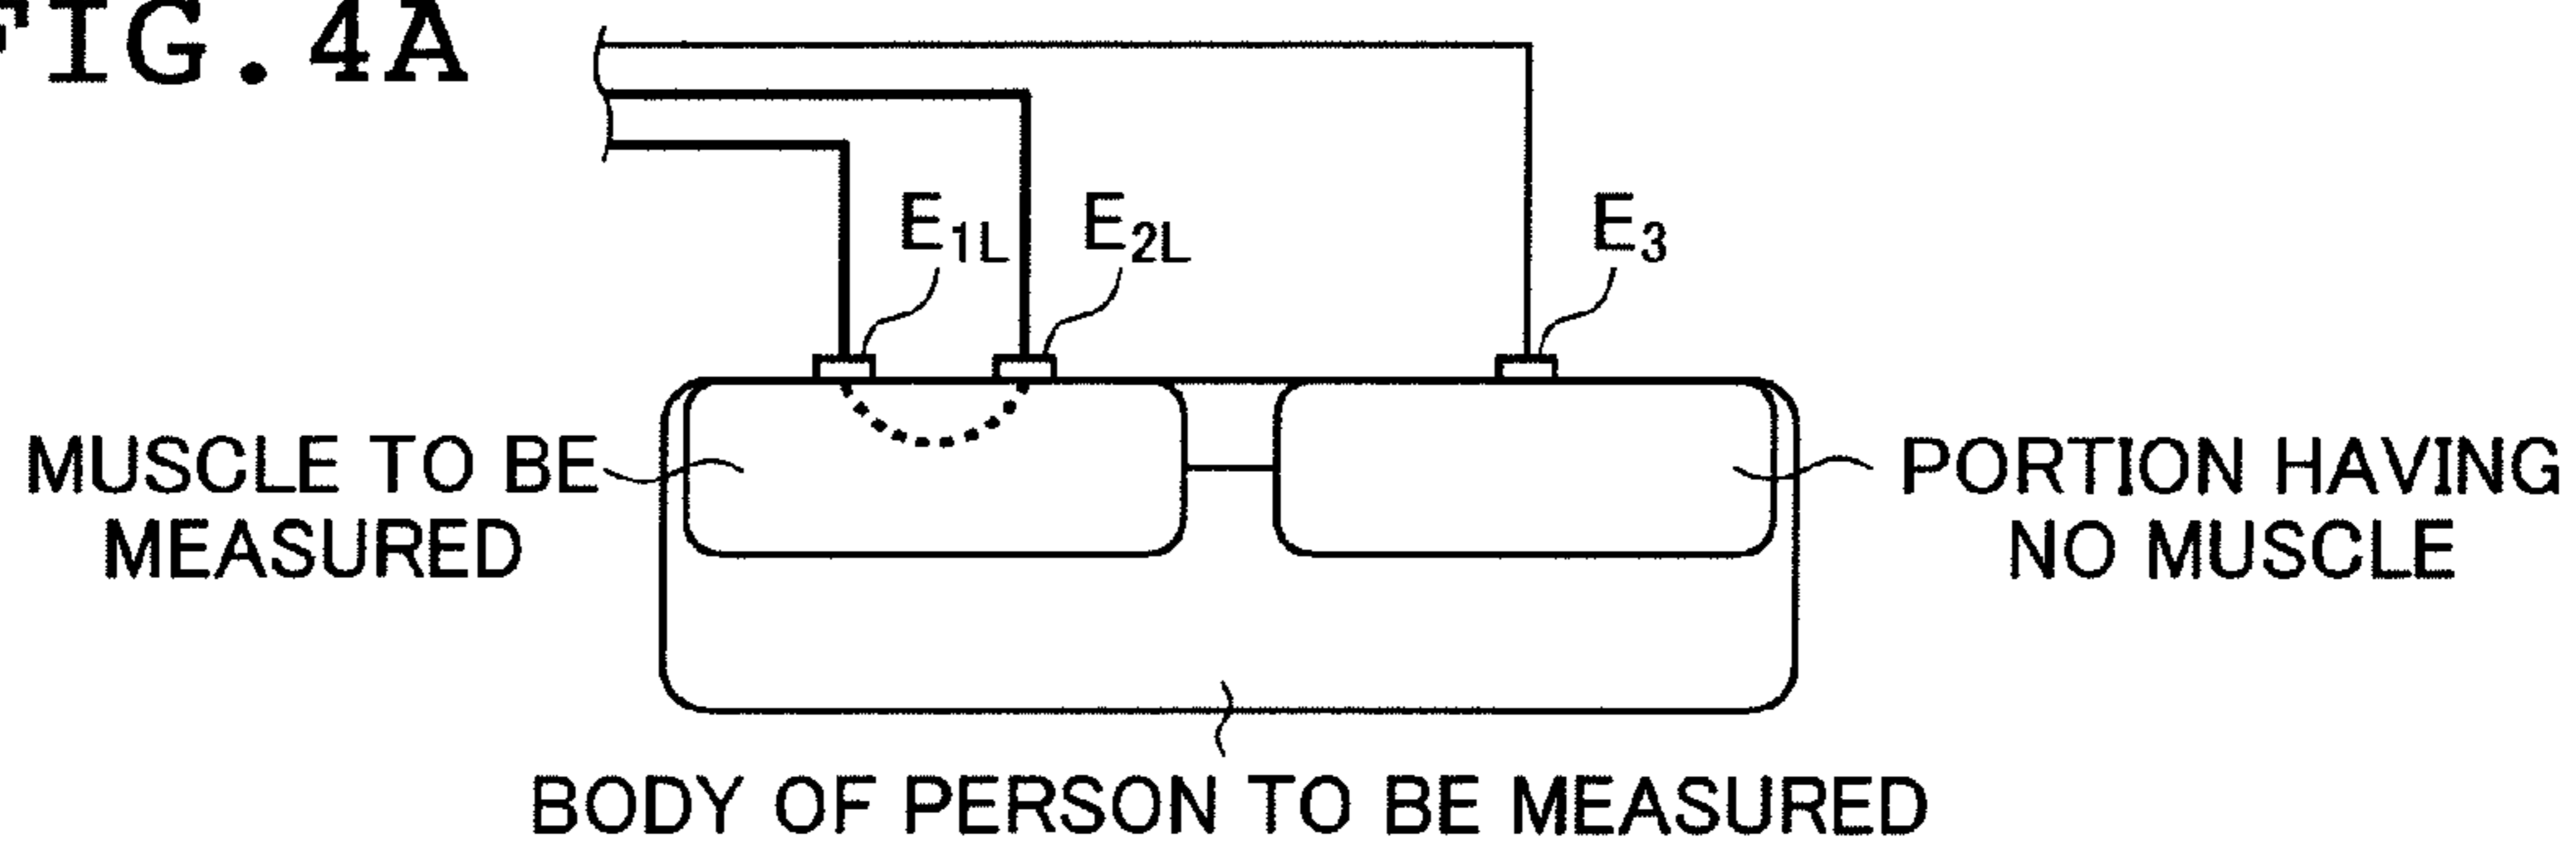 FIG.4A
E1L
E2L
E3
MUSCLE TO BE
MEASURED
PORTION HAVING
NO MUSCLE
BODY OF PERSON TO BE MEASURED